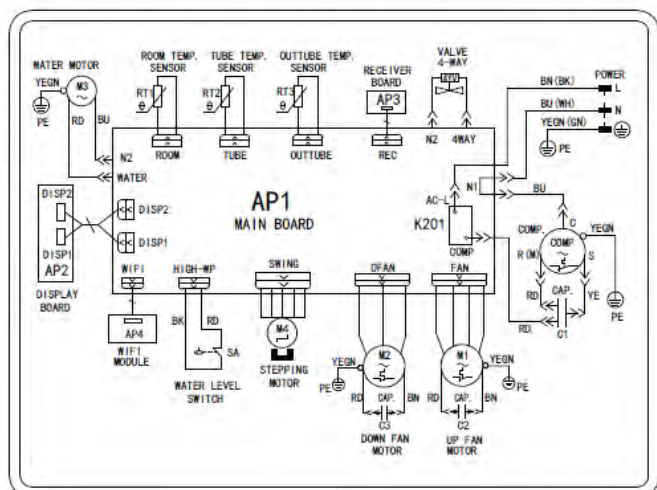 WATER MOTOR
YEGN
M3
PE
RD
BU
N2
WATER
ROOM TEMP.
SENSOR
RT1
θ
ROOM
TUBE TEMP.
SENSOR
RT2
θ
TUBE
OUTTUBE TEMP.
SENSOR
RT3
θ
OUTTUBE
RECEIVER
BOARD
AP3
REC
VALVE
4-WAY
4YV
N2
4WAY
BN(BK)
POWER
L
BU(WH)
N
YEGN(GN)
PE
AP1
MAIN BOARD
AC-L
N1
K201
COMP
BU
C
COMP.
YEGN
COMP
R(M)
S
RD
CAP.
YE
RD
C1
PE
DISP2
DISP1
AP2
DISPLAY
BOARD
DISP2
DISP1
WIFI
AP4
WIFI
MODULE
HIGH-WP
BK
RD
SA
WATER LEVEL
SWITCH
SWING
M4
STEPPING
MOTOR
DFAN
YEGN
M2
PE
RD
CAP.
BN
C3
DOWN FAN
MOTOR
FAN
M1
YEGN
PE
RD
CAP.
BN
C2
UP FAN
MOTOR